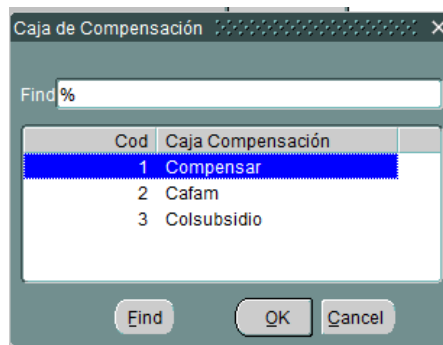 Caja de Compensación
Find %
Cod Caja Compensación
1 Compensar
2 Cafam
3 Colsubsidio
Find OK Cancel